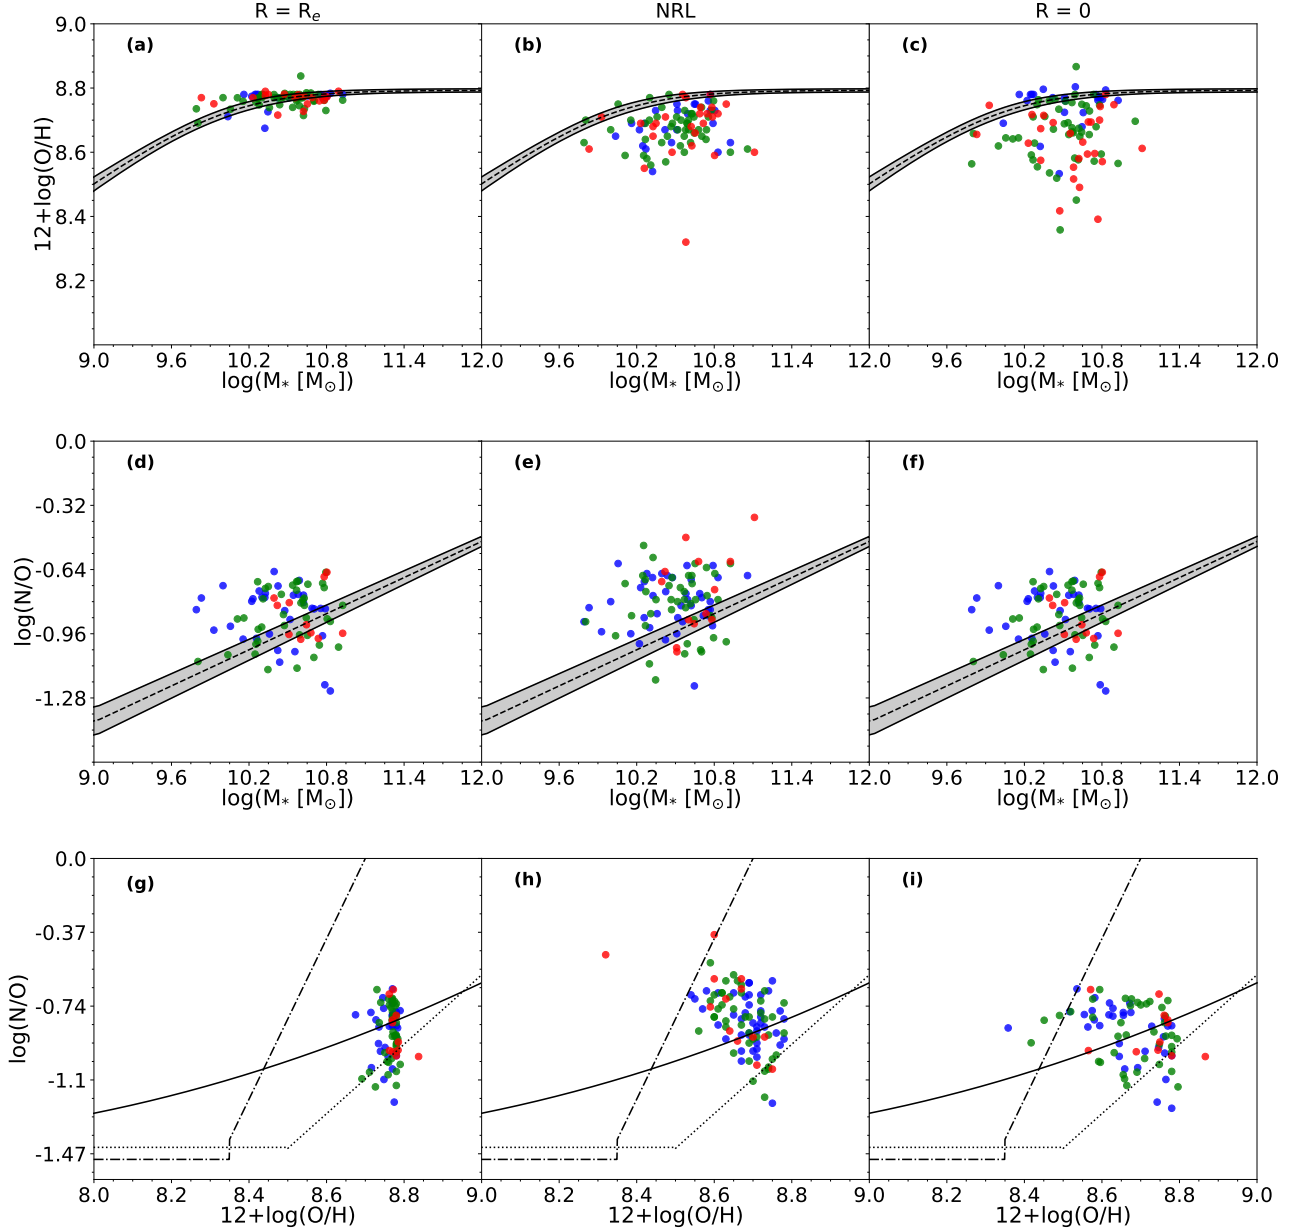 R = Rₑ NRL R = 0
9.0 (a) (b) (c)
8.8
8.6
8.4
8.2
12+log(O/H)
9.0 9.6 10.2 10.8 11.4 12.0 9.6 10.2 10.8 11.4 12.0 9.6 10.2 10.8 11.4 12.0
log(M* [M⊙]) log(M* [M⊙]) log(M* [M⊙])
0.0
(d) (e) (f)
-0.32
-0.64
-0.96
-1.28
log(N/O)
9.0 9.6 10.2 10.8 11.4 12.0 9.6 10.2 10.8 11.4 12.0 9.6 10.2 10.8 11.4 12.0
log(M* [M⊙]) log(M* [M⊙]) log(M* [M⊙])
0.0
(g) (h) (i)
-0.37
-0.74
-1.1
-1.47
log(N/O)
8.0 8.2 8.4 8.6 8.8 9.0 8.2 8.4 8.6 8.8 9.0 8.2 8.4 8.6 8.8 9.0
12+log(O/H) 12+log(O/H) 12+log(O/H)